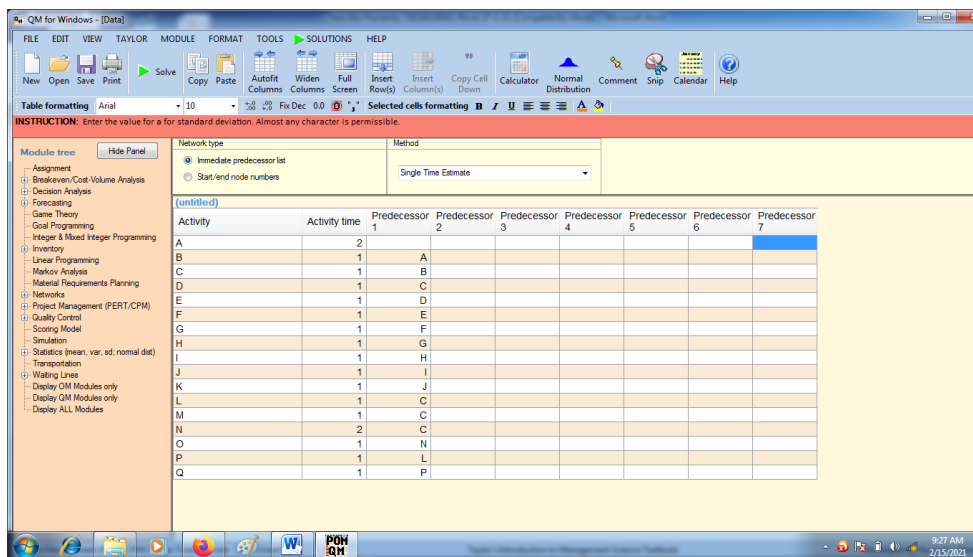 QM for Windows - [Data]
FILE EDIT VIEW TAYLOR MODULE FORMAT TOOLS SOLUTIONS HELP
New Open Save Print Solve Copy Paste Autofit Columns Widen Columns Full Screen Insert Row(s) Insert Column(s) Copy Cell Down Calculator Normal Distribution Comment Snip Calendar Help
Table formatting Arial 10 Fix Dec 0.0 Selected cells formatting B I U A
INSTRUCTION: Enter the value for a for standard deviation. Almost any character is permissible.
Module tree Hide Panel
Assignment
Breakeven/Cost-Volume Analysis
Decision Analysis
Forecasting
Game Theory
Goal Programming
Integer & Mixed Integer Programming
Inventory
Linear Programming
Markov Analysis
Material Requirements Planning
Networks
Project Management (PERT/CPM)
Quality Control
Scoring Model
Simulation
Statistics (mean, var, sd; normal dist)
Transportation
Waiting Lines
Display OM Modules only
Display QM Modules only
Display ALL Modules
Network type
Immediate predecessor list
Start/end node numbers
Method
Single Time Estimate
(untitled)
Activity Activity time Predecessor 1 Predecessor 2 Predecessor 3 Predecessor 4 Predecessor 5 Predecessor 6 Predecessor 7
A 2
B 1 A
C 1 B
D 1 C
E 1 D
F 1 E
G 1 F
H 1 G
I 1 H
J 1 I
K 1 J
L 1 C
M 1 C
N 2 C
O 1 N
P 1 L
Q 1 P
POM QM
9:27 AM
2/15/2021